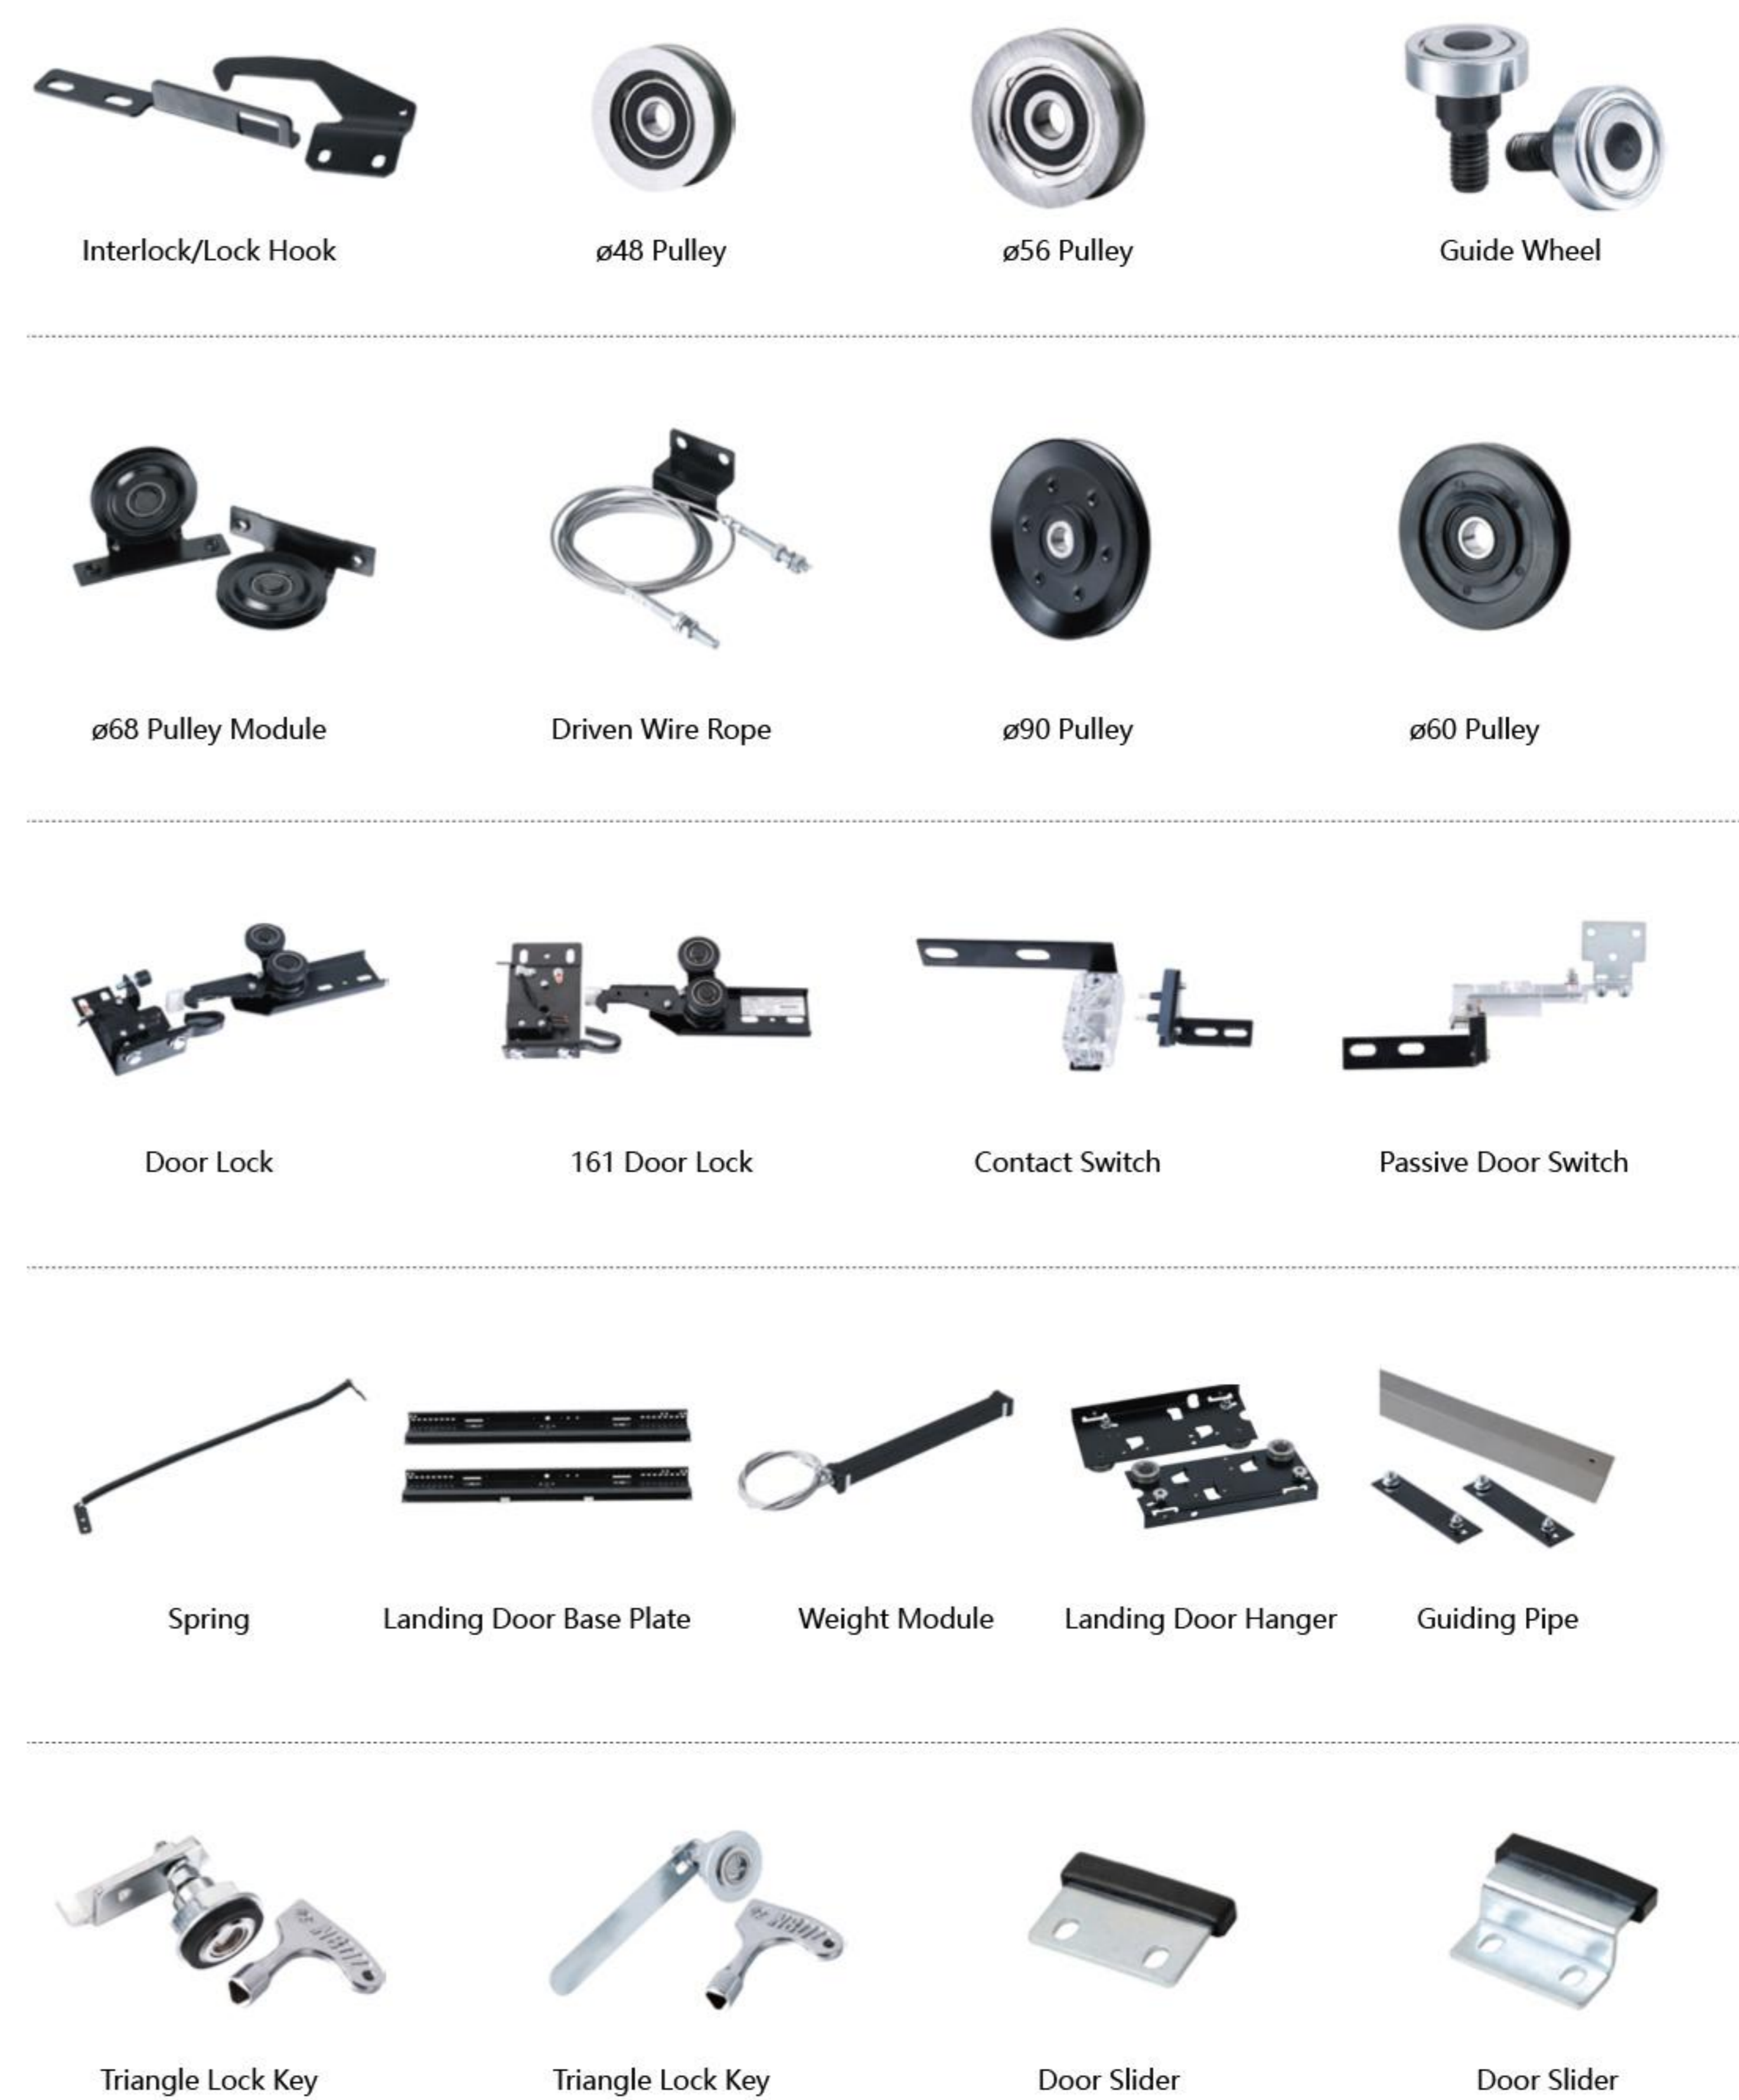 Interlock/Lock Hook
ø48 Pulley
ø56 Pulley
Guide Wheel
ø68 Pulley Module
Driven Wire Rope
ø90 Pulley
ø60 Pulley
Door Lock
161 Door Lock
Contact Switch
Passive Door Switch
Spring
Landing Door Base Plate
Weight Module
Landing Door Hanger
Guiding Pipe
Triangle Lock Key
Triangle Lock Key
Door Slider
Door Slider